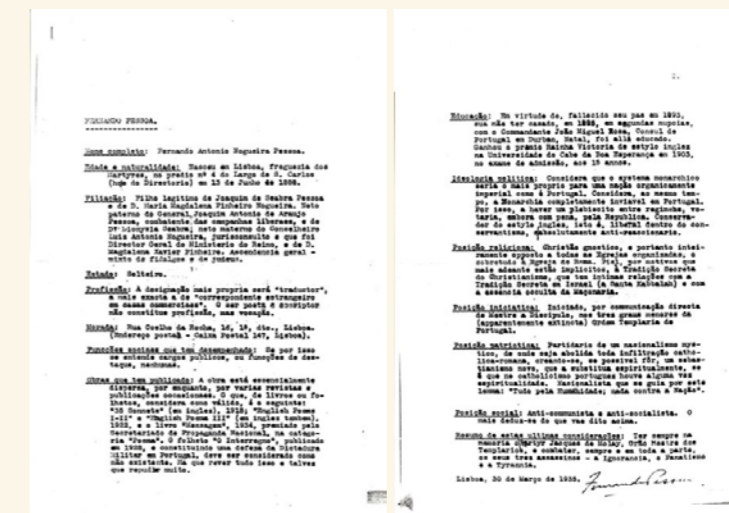 FERNANDO PESSOA.
Nome completo: Fernando Antonio Nogueira Pessoa.
Edade e naturalidade: Nasceu em Lisboa, freguesia dos
Martyres, no predio nº 4 do Largo de S. Carlos
(hoje do Directorio) em 13 de Junho de 1888.
Filiação: Filho legitimo de Joaquim de Seabra Pessoa
e de D. Maria Magdalena Pinheiro Nogueira. Neto
paterno do General Joaquim Antonio de Araujo
Pessoa, combatente das campanhas liberaes, e de
D. Dionysia Seabra; neto materno do Conselheiro
Luis Antonio Nogueira, jurisconsulto e que foi
Director Geral do Ministerio do Reino, e de D.
Magdalena Xavier Pinheiro. Ascendencia geral -
mixto de fidalgos e de judeus.
Estado: Solteiro.
Profissão: A designação mais propria será "traductor",
a mais exacta a de "correspondente estrangeiro
em casas commerciaes". O ser poeta e escriptor
não constitue profissão, mas vocação.
Morada: Rua Coelho da Rocha, 16, 1º, dto., Lisboa.
(Endereço postal - Caixa Postal 147, Lisboa).
Funcções sociaes que tem desempenhado: Se por isso
se entende cargos publicos, ou funcções de des-
taque, nenhumas.
Obras que tem publicado: A obra está essencialmente
dispersa, por emquanto, por varias revistas e
publicações occasionaes. O que, de livros ou fo-
lhetos, considera como válido, é o seguinte:
"35 Sonnets" (em inglez), 1918; "English Poems
I-II" e "English Poems III" (em inglez tambem),
1922, e o livro "Mensagem", 1934, premiado pelo
Secretariado de Propaganda Nacional, na catego-
ria "Poema". O folheto "O Interregno", publicado
em 1928, e constituindo uma defeza da Dictadura
Militar em Portugal, deve ser considerado como
não existente. Ha que rever tudo isso e talvez
que repudiar muito.
2.
Educação: Em virtude de, fallecido seu pae em 1893,
sua mãe ter casado, em 1895, em segundas nupcias,
com o Commandante João Miguel Rosa, Consul de
Portugal em Durban, Natal, foi alli educado.
Ganhou o prémio Rainha Victoria de estylo inglez
na Universidade do Cabo da Boa Esperança em 1903,
no exame de admissão, aos 15 annos.
Ideologia politica: Considera que o systema monarchico
seria o mais proprio para uma nação organicamente
imperial como é Portugal. Considera, ao mesmo tem-
po, a Monarchia completamente inviavel em Portugal.
Por isso, a haver um plebiscito entre regimens, vo-
taria, embora com pena, pela Republica. Conserva-
dor do estylo inglez, isto é, liberal dentro do con-
servantismo, e absolutamente anti-reaccionario.
Posição religiosa: Christão gnostico, e portanto intei-
ramente opposto a todas as Egrejas organizadas, e
sobretudo á Egreja de Roma. Fiel, por motivos que
mais adeante estão implicitos, á Tradição Secreta
do Christianismo, que tem intimas relações com a
Tradição Secreta em Israel (a Santa Kabbalah) e com
a essencia occulta da Maçonaria.
Posição iniciatica: Iniciado, por communicação directa
de Mestre a Discipulo, nos tres graus menores da
(apparentemente extincta) Ordem Templaria de
Portugal.
Posição patriotica: Partidario de um nacionalismo mys-
tico, de onde seja abolida toda infiltração catho-
lica-romana, creando-se, se possivel fôr, um sebas-
tianismo novo, que a substitua espiritualmente, se
é que no catholicismo portuguez houve alguma vez
espiritualidade. Nacionalista que se guia por este
lemma: "Tudo pela Humanidade; nada contra a Nação".
Posição social: Anti-communista e anti-socialista. O
mais deduz-se do que vae dito acima.
Resumo de estas ultimas considerações: Ter sempre na
memoria o martyr Jacques de Molay, Grão Mestre dos
Templarios, e combater, sempre e em toda a parte,
os seus tres assassinos - a Ignorancia, o Fanatismo
e a Tyrannia.
Lisboa, 30 de Março de 1935. Fernando Pessoa